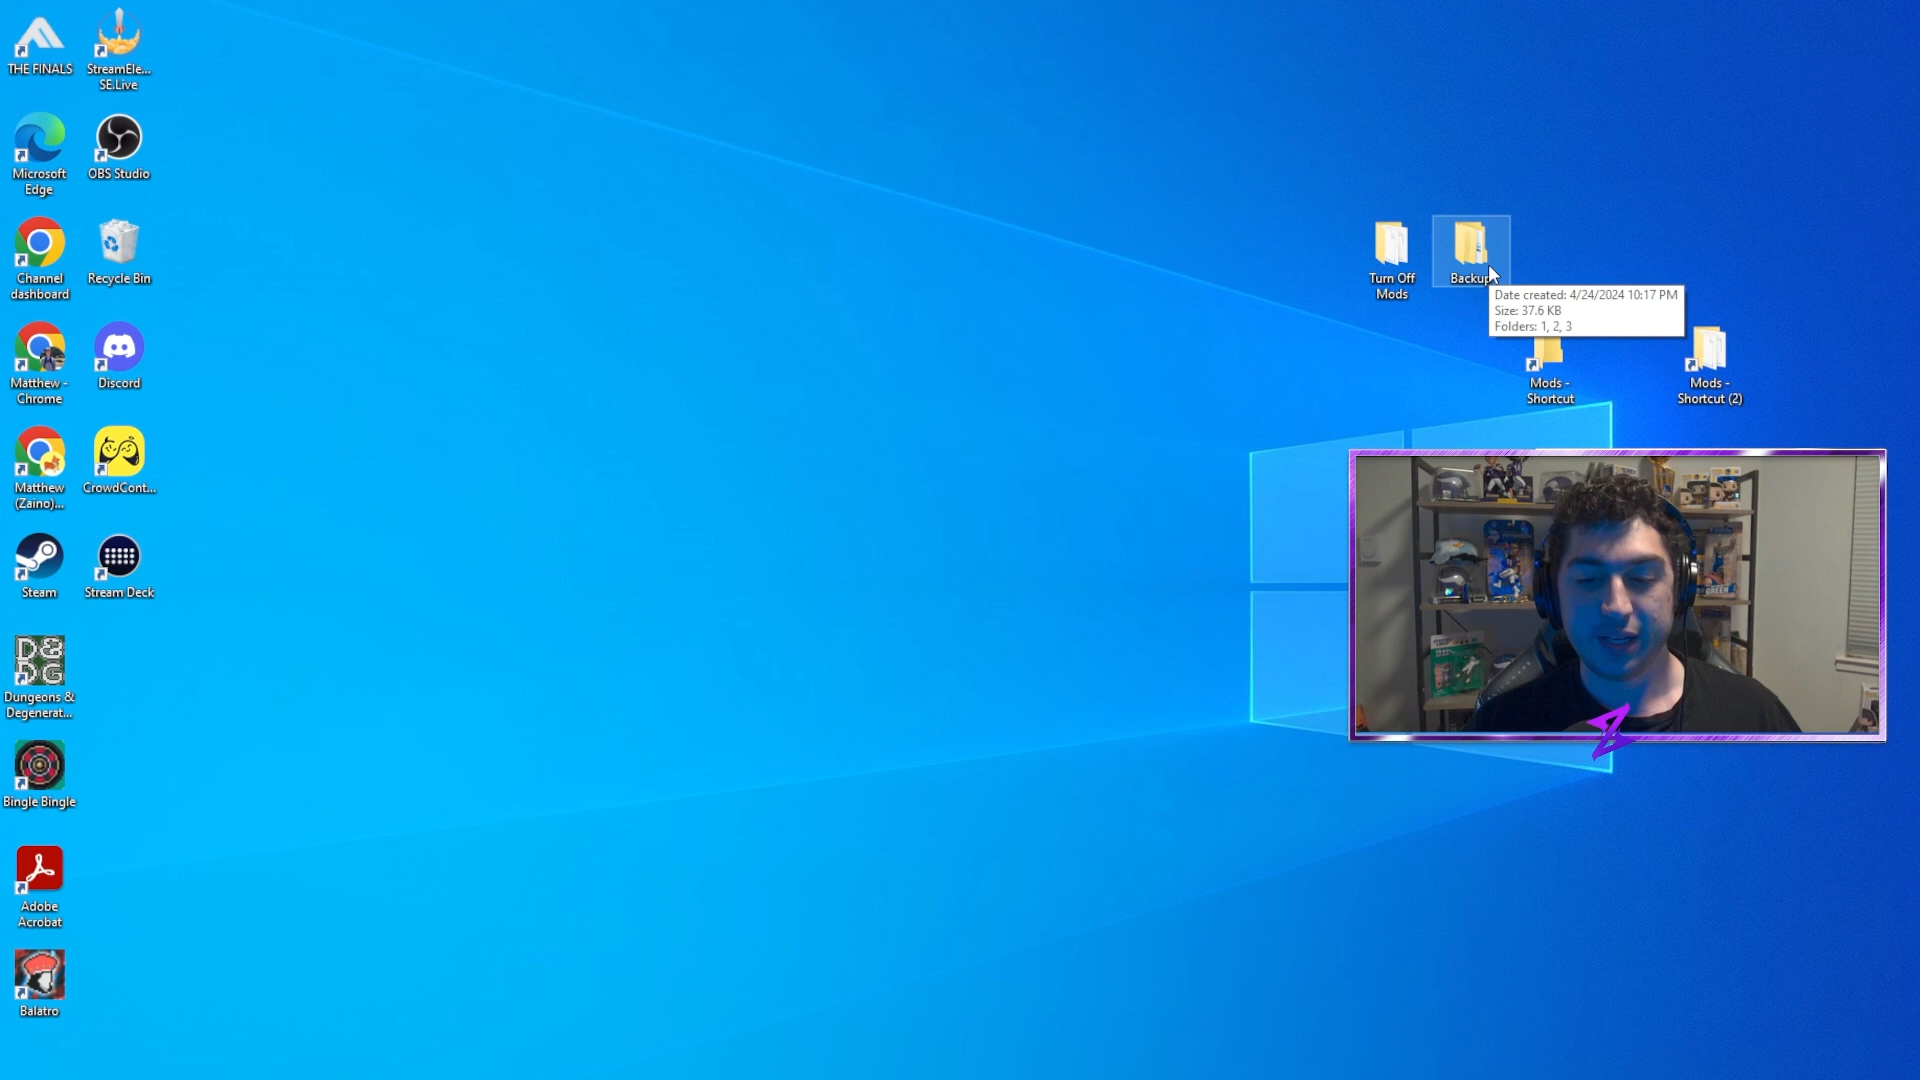 THE FINALS
StreamEle...
SE.Live
Microsoft
Edge
OBS Studio
Channel
dashboard
Recycle Bin
Matthew -
Chrome
Discord
Matthew
(Zaino)...
CrowdCont...
Steam
Stream Deck
D&
DG
Dungeons &
Degenerat...
Bingle Bingle
Adobe
Acrobat
Balatro
Turn Off
Mods
Backup
Date created: 4/24/2024 10:17 PM
Size: 37.6 KB
Folders: 1, 2, 3
Mods -
Shortcut
Mods -
Shortcut (2)
GREEN
Z